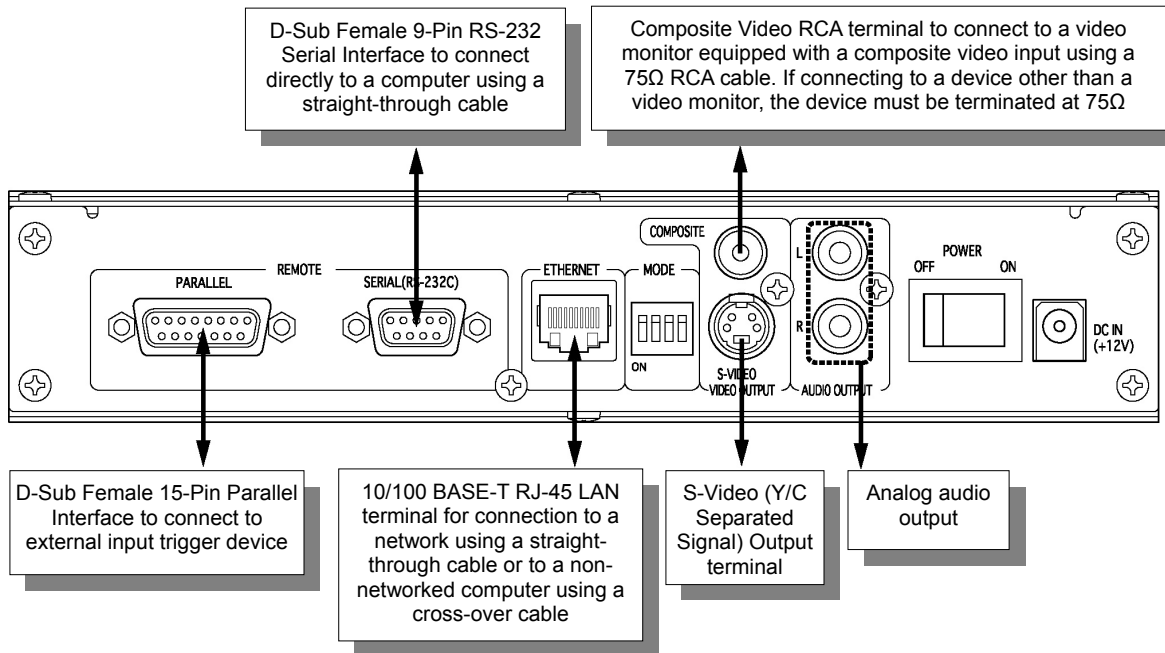 D-Sub Female 9-Pin RS-232
Serial Interface to connect
directly to a computer using a
straight-through cable
Composite Video RCA terminal to connect to a video
monitor equipped with a composite video input using a
75Ω RCA cable. If connecting to a device other than a
video monitor, the device must be terminated at 75Ω
REMOTE
PARALLEL
SERIAL(RS-232C)
ETHERNET
MODE
ON
COMPOSITE
S-VIDEO
VIDEO OUTPUT
L
R
AUDIO OUTPUT
POWER
OFF
ON
DC IN
(+12V)
D-Sub Female 15-Pin Parallel
Interface to connect to
external input trigger device
10/100 BASE-T RJ-45 LAN
terminal for connection to a
network using a straight-
through cable or to a non-
networked computer using a
cross-over cable
S-Video (Y/C
Separated
Signal) Output
terminal
Analog audio
output